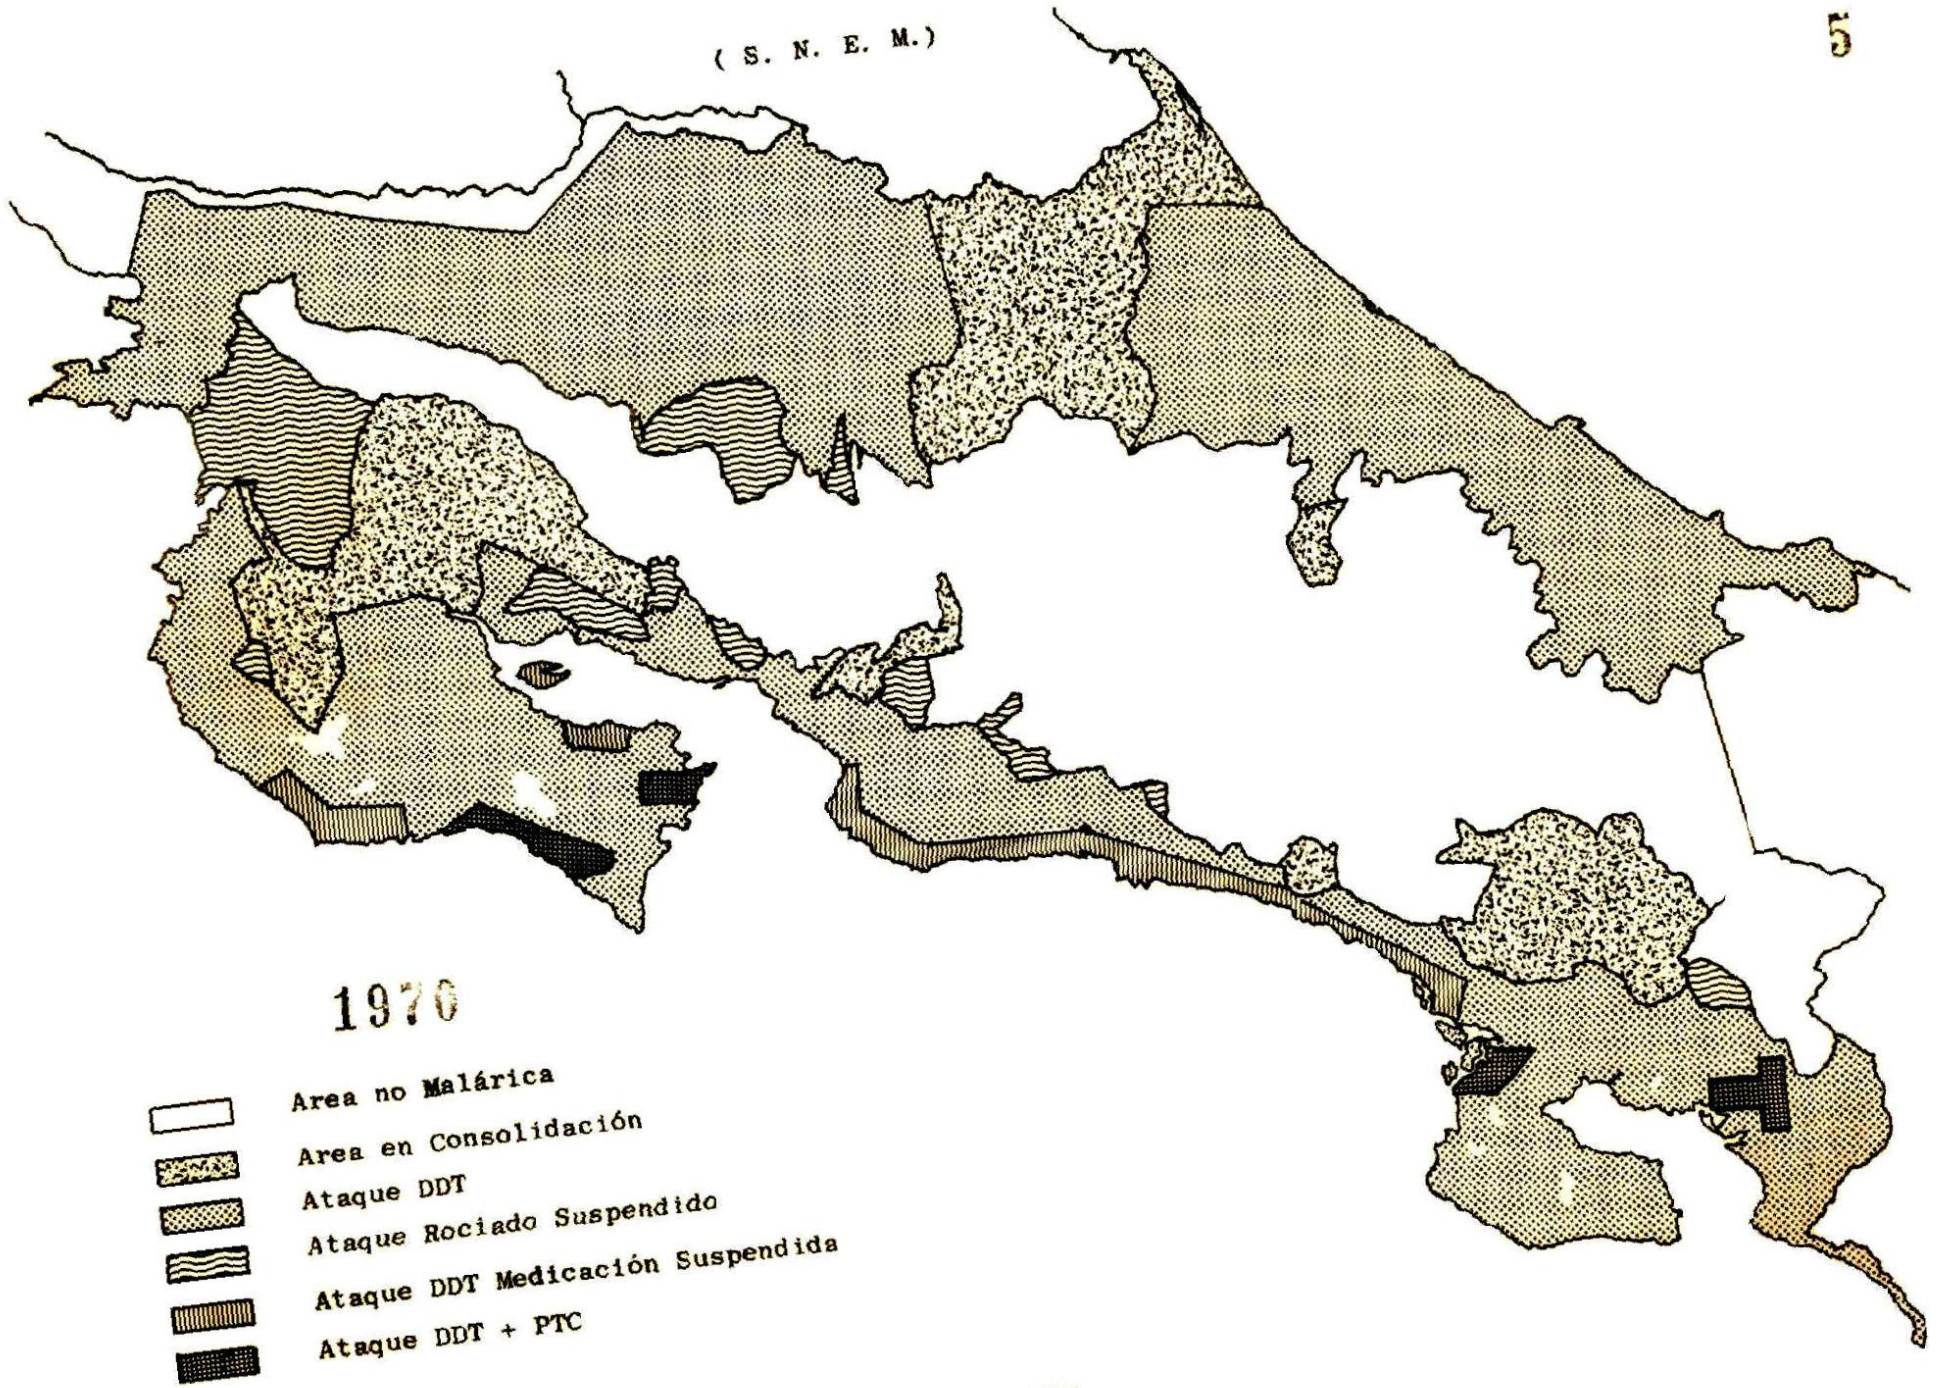 ( S. N. E. M.)
5
1970
Area no Malárica
Area en Consolidación
Ataque DDT
Ataque Rociado Suspendido
Ataque DDT Medicación Suspendida
Ataque DDT + PTC